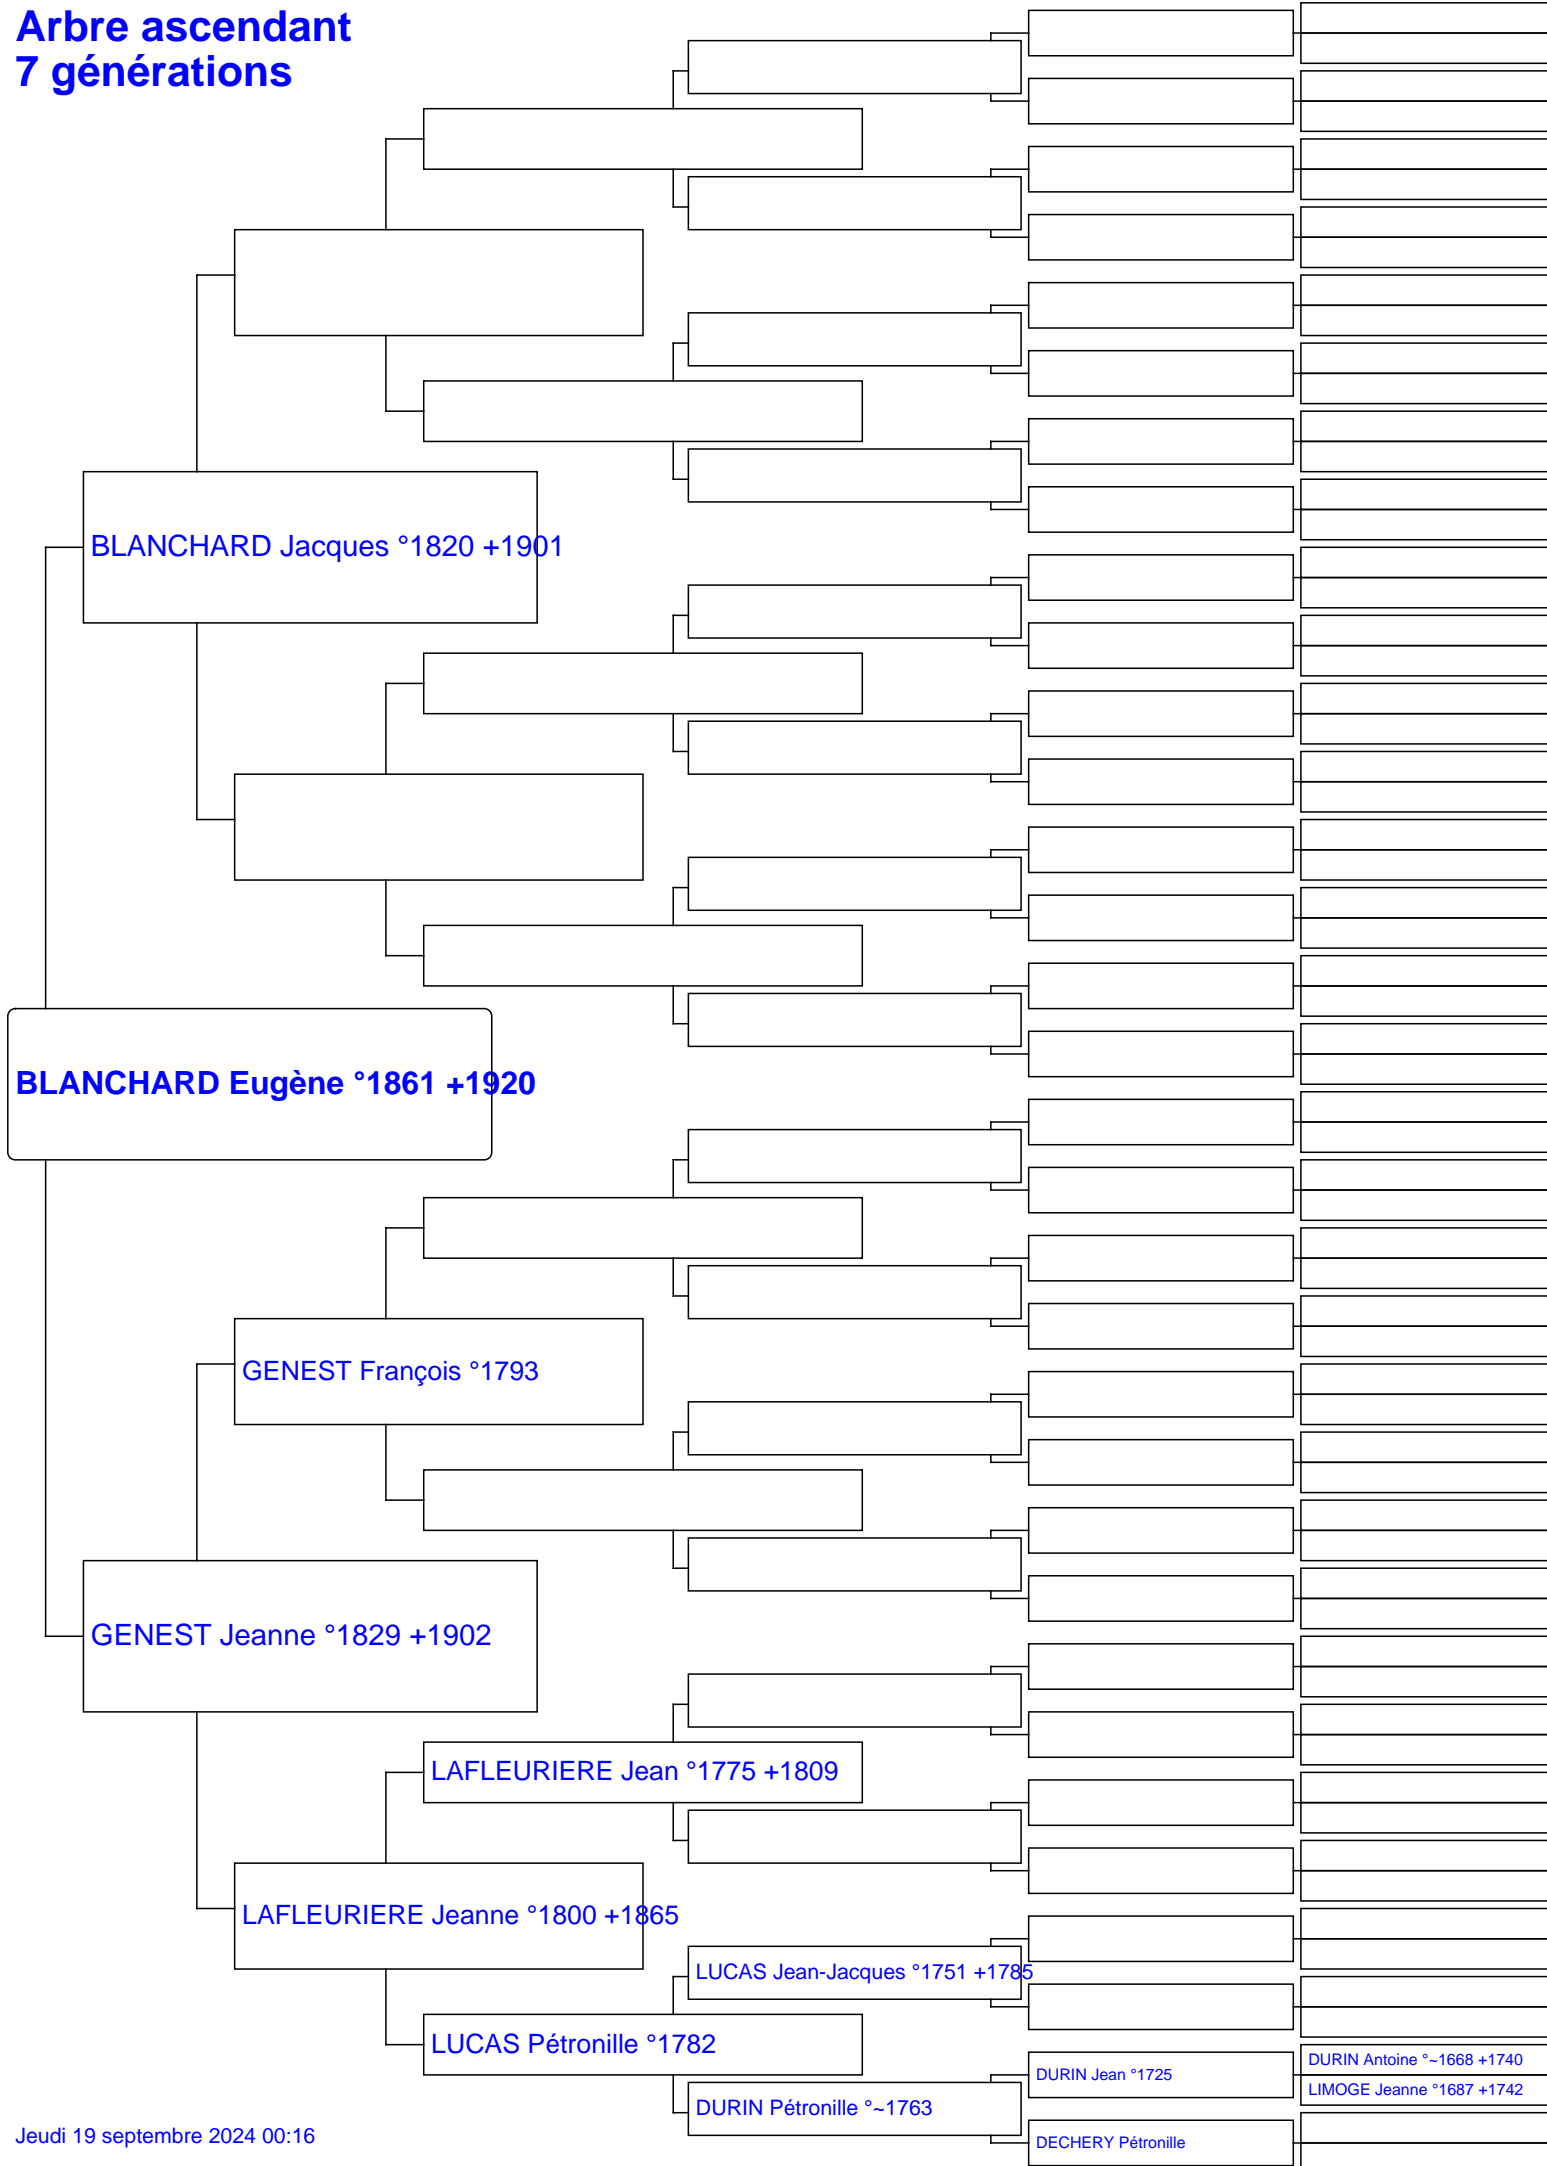 Arbre ascendant
7 générations
BLANCHARD Jacques °1820 +1901
BLANCHARD Eugène °1861 +1920
GENEST François °1793
GENEST Jeanne °1829 +1902
LAFLEURIERE Jean °1775 +1809
LAFLEURIERE Jeanne °1800 +1865
LUCAS Jean-Jacques °1751 +1785
LUCAS Pétronille °1782
DURIN Antoine °~1668 +1740
DURIN Jean °1725
LIMOGE Jeanne °1687 +1742
DURIN Pétronille °~1763
DECHERY Pétronille
Jeudi 19 septembre 2024 00:16